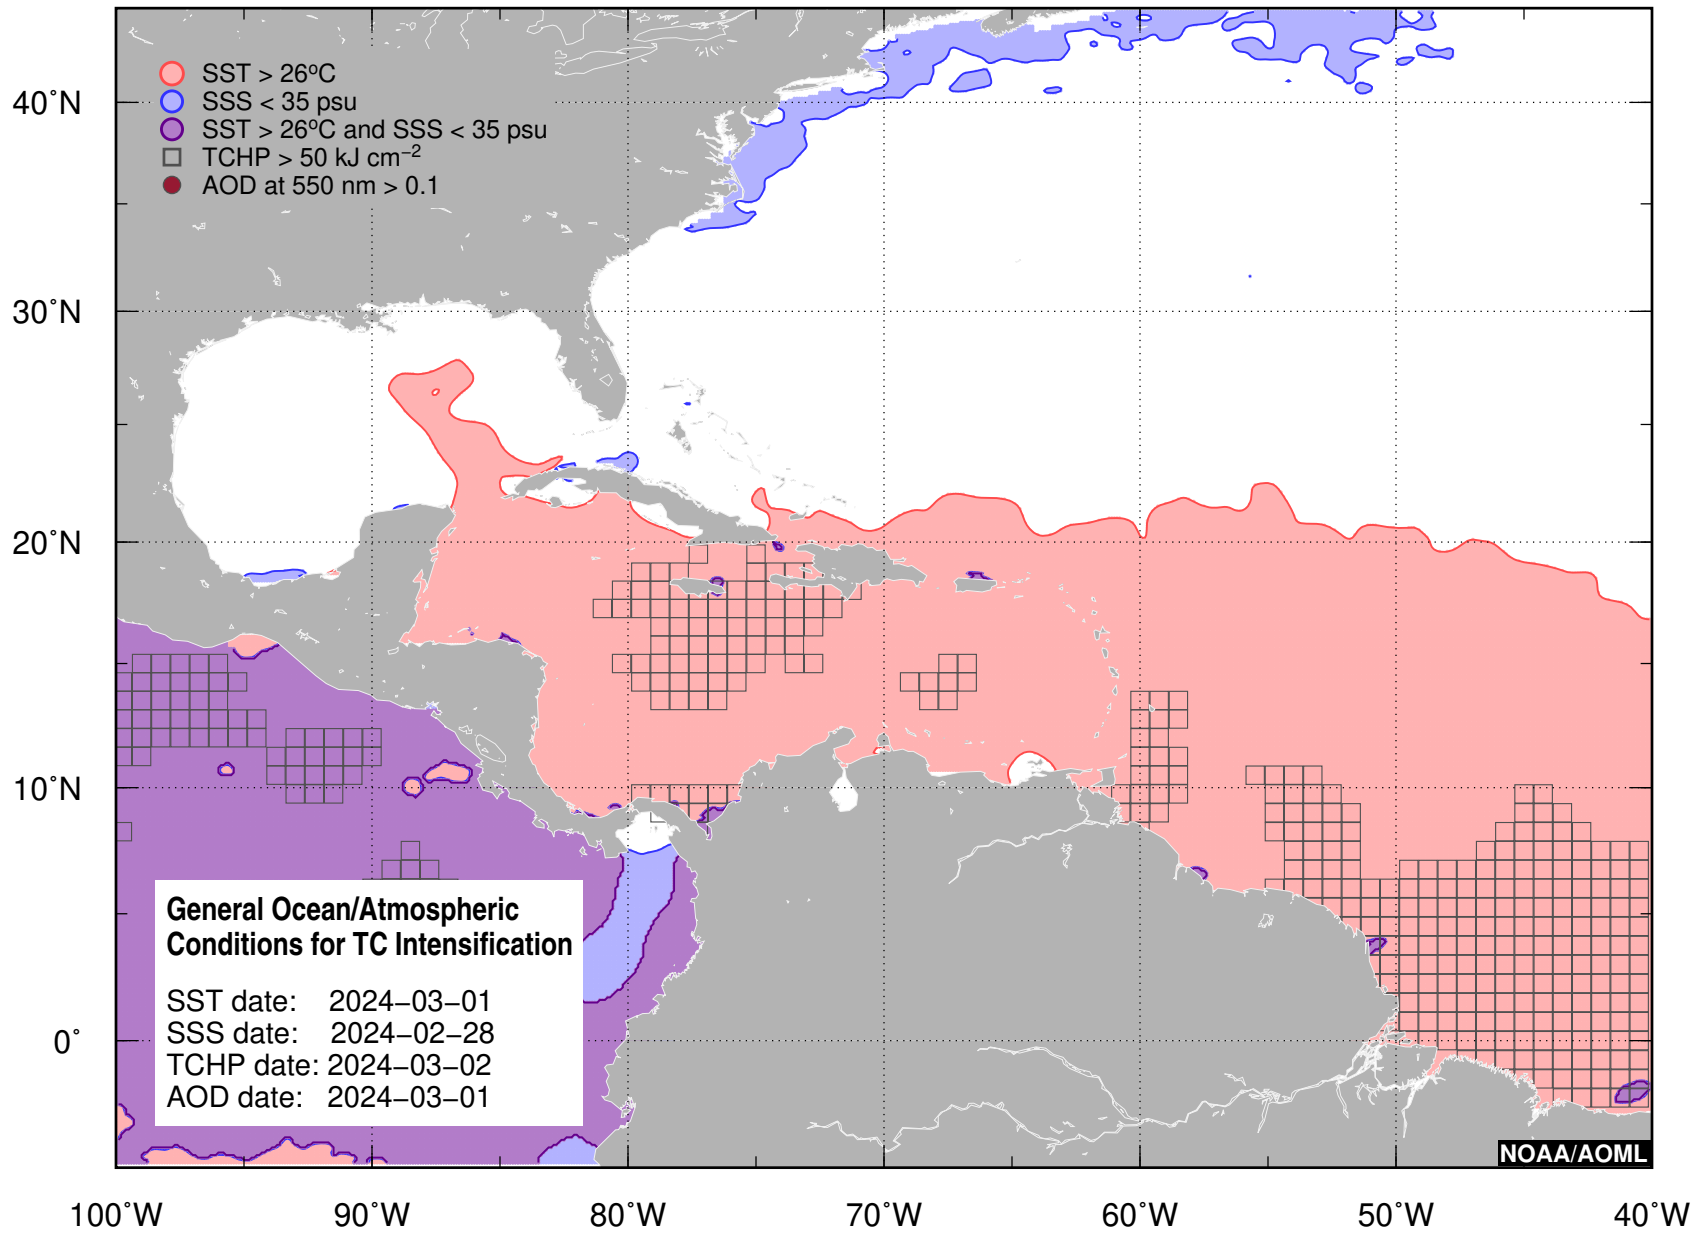 SST > 26°C
SSS < 35 psu
SST > 26°C and SSS < 35 psu
TCHP > 50 kJ cm⁻²
AOD at 550 nm > 0.1
40°N
30°N
20°N
10°N
0°
General Ocean/Atmospheric
Conditions for TC Intensification
SST date: 2024-03-01
SSS date: 2024-02-28
TCHP date: 2024-03-02
AOD date: 2024-03-01
NOAA/AOML
100°W 90°W 80°W 70°W 60°W 50°W 40°W